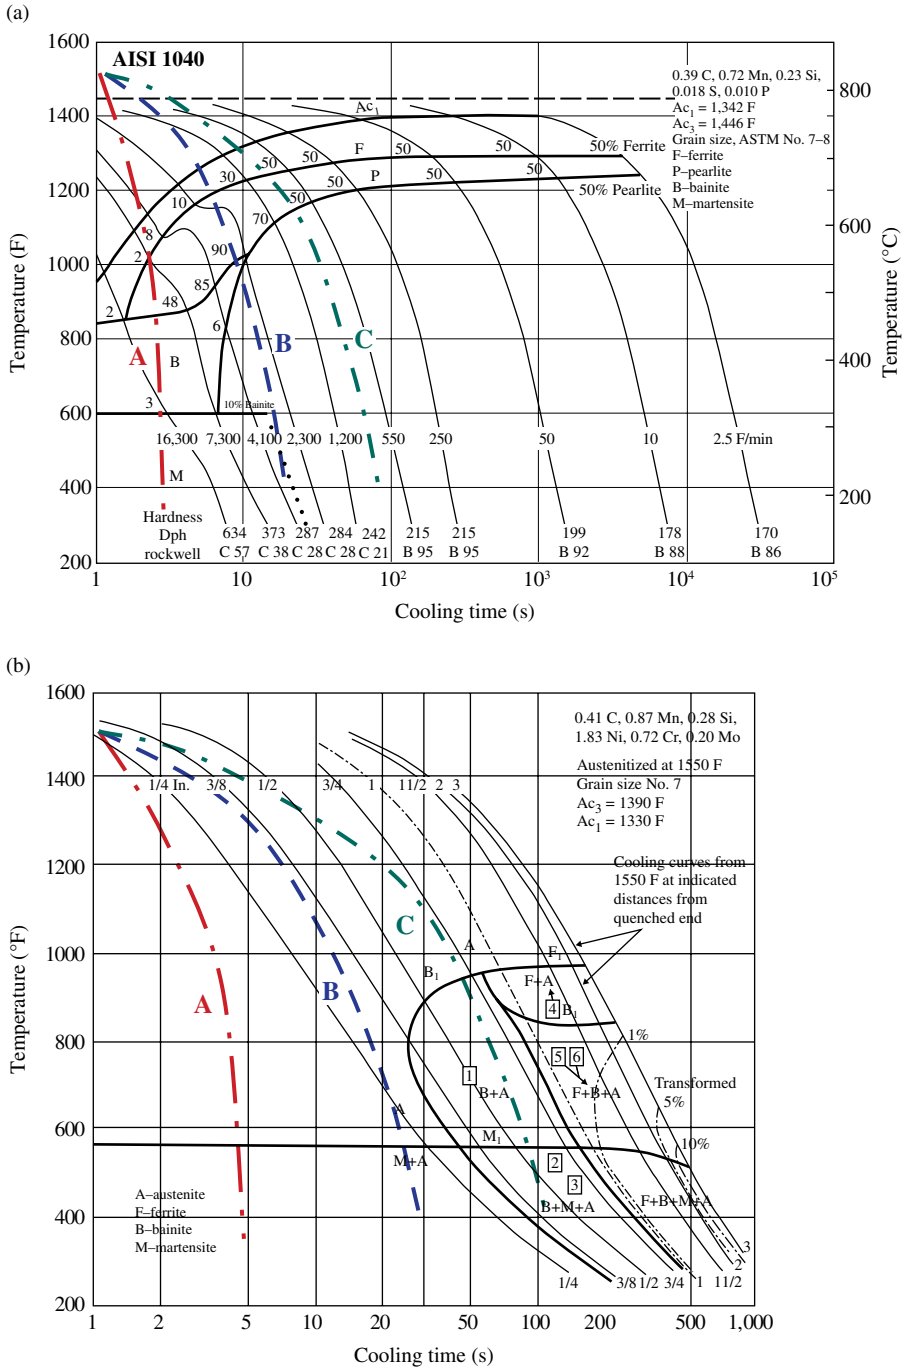 (a)
1600
1400
1200
1000
800
600
400
200
Temperature (F)
AISI 1040
0.39 C, 0.72 Mn, 0.23 Si,
0.018 S, 0.010 P
Ac1 = 1,342 F
Ac3 = 1,446 F
Grain size, ASTM No. 7–8
F–ferrite
P–pearlite
B–bainite
M–martensite
800
600
400
200
Temperature (°C)
Ac1
50 50 50% Ferrite
F
50 50
30 50
P
50 50 50% Pearlite
10 50
70
8
90
2
85
48
2
6
A B C
B
3 10% Bainite
16,300 7,300 4,100 2,300 1,200 550 250 50 10 2.5 F/min
M
Hardness 634 373 287 284 242 215 215 199 178 170
Dph
rockwell C 57 C 38 C 28 C 28 C 21 B 95 B 95 B 92 B 88 B 86
1 10 10² 10³ 10⁴ 10⁵
Cooling time (s)
(b)
1600
1400
1200
1000
800
600
400
200
Temperature (°F)
0.41 C, 0.87 Mn, 0.28 Si,
1.83 Ni, 0.72 Cr, 0.20 Mo
Austenitized at 1550 F
Grain size No. 7
Ac3 = 1390 F
Ac1 = 1330 F
1/4 In. 3/8 1/2 3/4 1 11/2 2 3
Cooling curves from
1550 F at indicated
distances from
quenched end
C
A F1
B1
F+A
A B
4 B1
1%
5 6
1
B+A F+B+A
Transformed
5%
A
M1
10%
M+A
2
3
A–austenite
F–ferrite
B–bainite
M–martensite
B+M+A F+B+M+A
3
2
1/4 3/8 1/2 3/4 1 11/2
1 2 5 10 20 50 100 200 500 1,000
Cooling time (s)